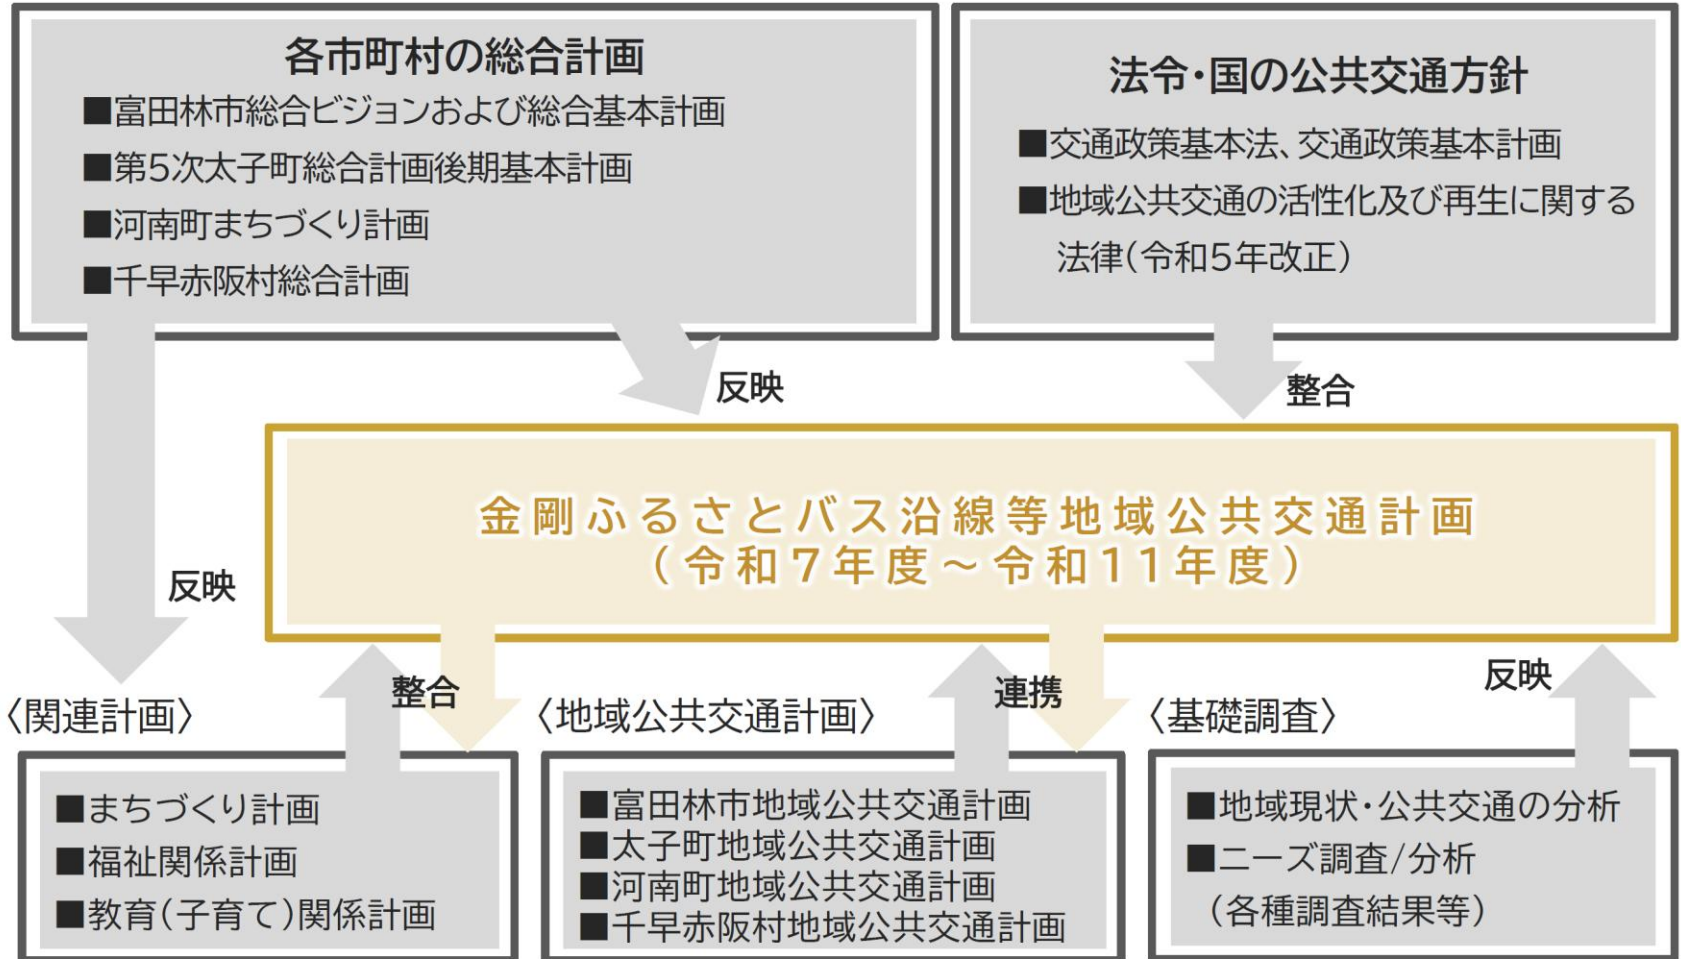 各市町村の総合計画
■富田林市総合ビジョンおよび総合基本計画
■第5次太子町総合計画後期基本計画
■河南町まちづくり計画
■千早赤阪村総合計画
法令・国の公共交通方針
■交通政策基本法、交通政策基本計画
■地域公共交通の活性化及び再生に関する
法律(令和5年改正)
反映
整合
金剛ふるさとバス沿線等地域公共交通計画
(令和7年度～令和11年度)
反映
整合
連携
反映
〈関連計画〉
■まちづくり計画
■福祉関係計画
■教育(子育て)関係計画
〈地域公共交通計画〉
■富田林市地域公共交通計画
■太子町地域公共交通計画
■河南町地域公共交通計画
■千早赤阪村地域公共交通計画
〈基礎調査〉
■地域現状・公共交通の分析
■ニーズ調査/分析
(各種調査結果等)